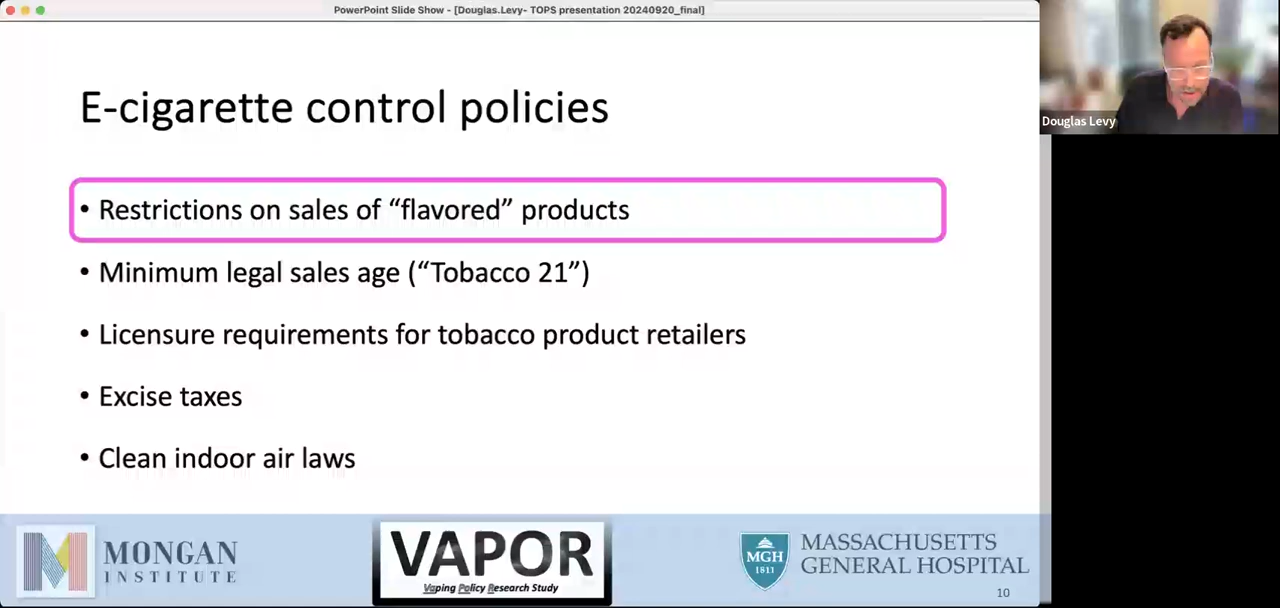 PowerPoint Slide Show - [Douglas.Levy- TOPS presentation 20240920_final]
E-cigarette control policies
• Restrictions on sales of “flavored” products
• Minimum legal sales age (“Tobacco 21”)
• Licensure requirements for tobacco product retailers
• Excise taxes
• Clean indoor air laws
Douglas Levy
MONGAN
INSTITUTE
VAPOR
Vaping Policy Research Study
MGH
1811
MASSACHUSETTS
GENERAL HOSPITAL
10